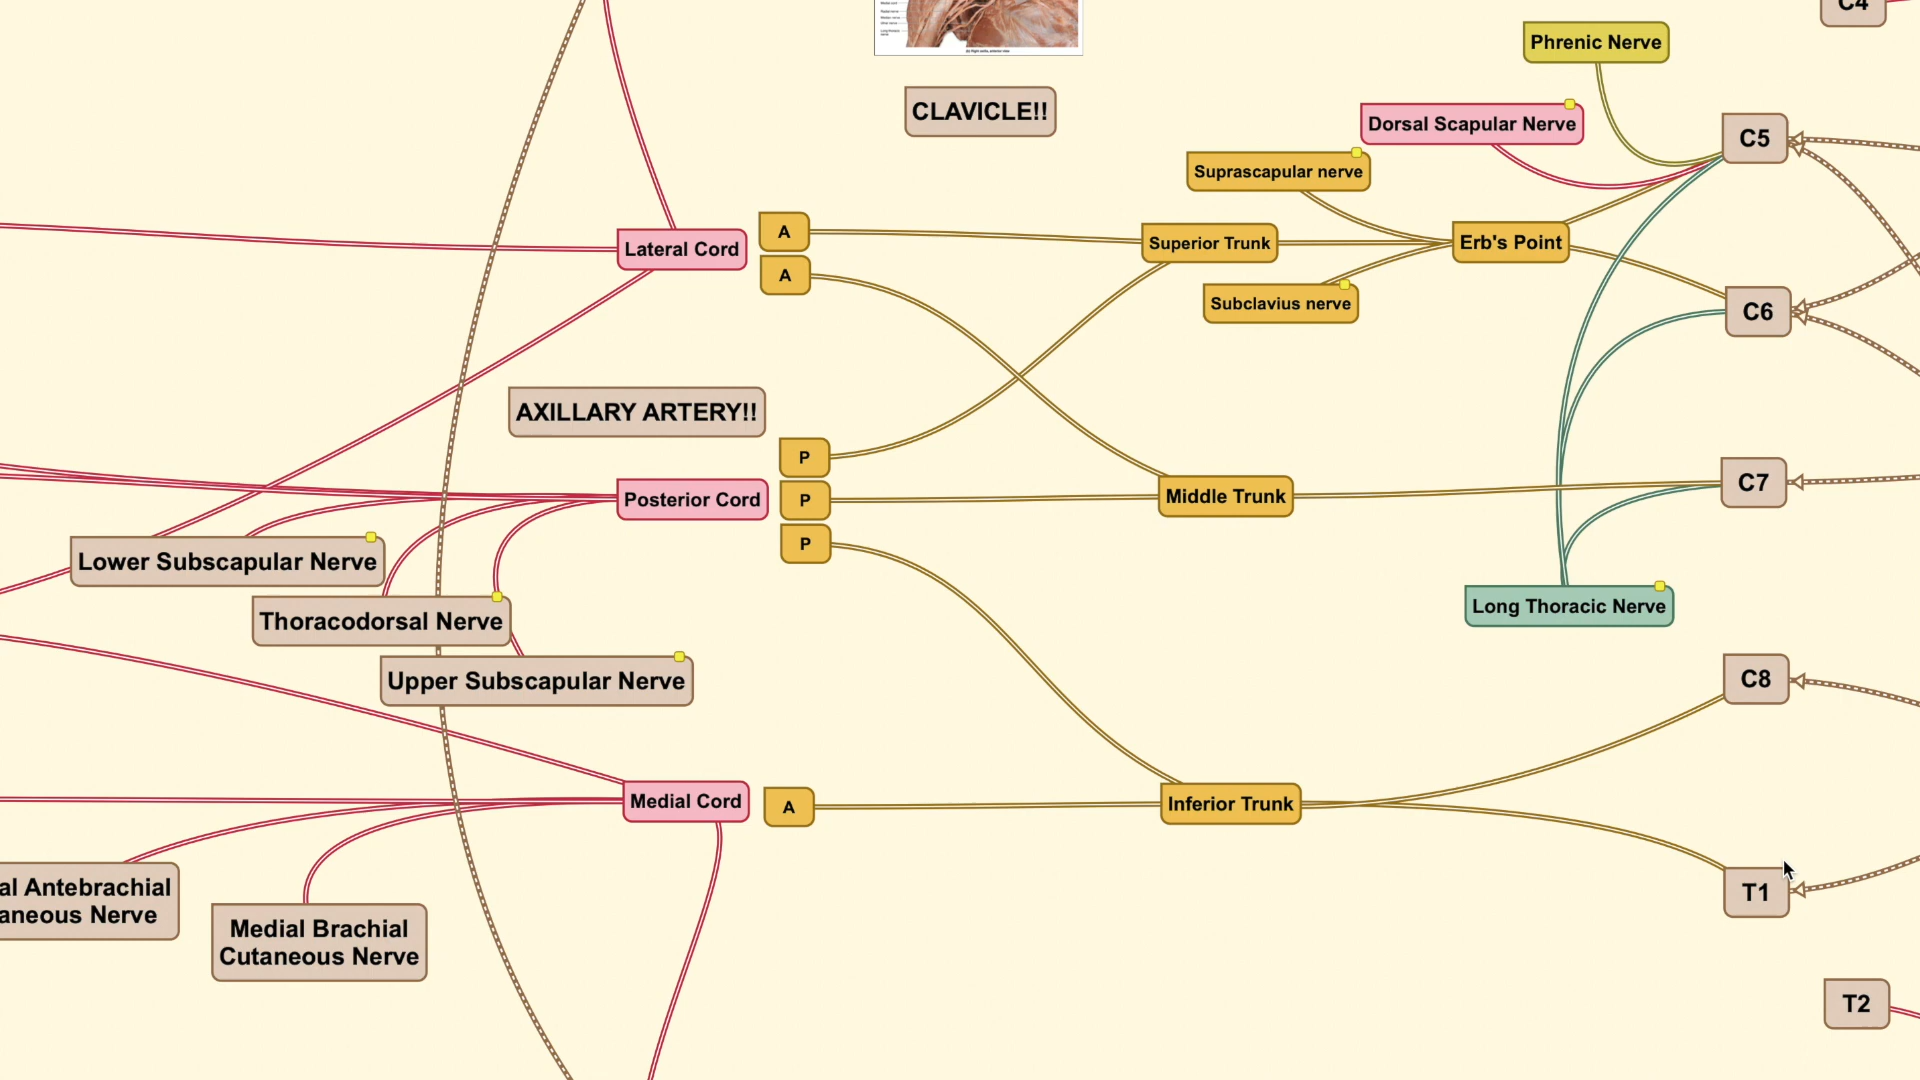 C4
Phrenic Nerve
CLAVICLE!!
Dorsal Scapular Nerve
C5
Suprascapular nerve
Lateral Cord
A
A
Superior Trunk
Erb's Point
Subclavius nerve
C6
AXILLARY ARTERY!!
P
P
P
Posterior Cord
Middle Trunk
C7
Lower Subscapular Nerve
Thoracodorsal Nerve
Upper Subscapular Nerve
Long Thoracic Nerve
C8
Medial Cord
A
Inferior Trunk
T1
al Antebrachial
aneous Nerve
Medial Brachial
Cutaneous Nerve
T2